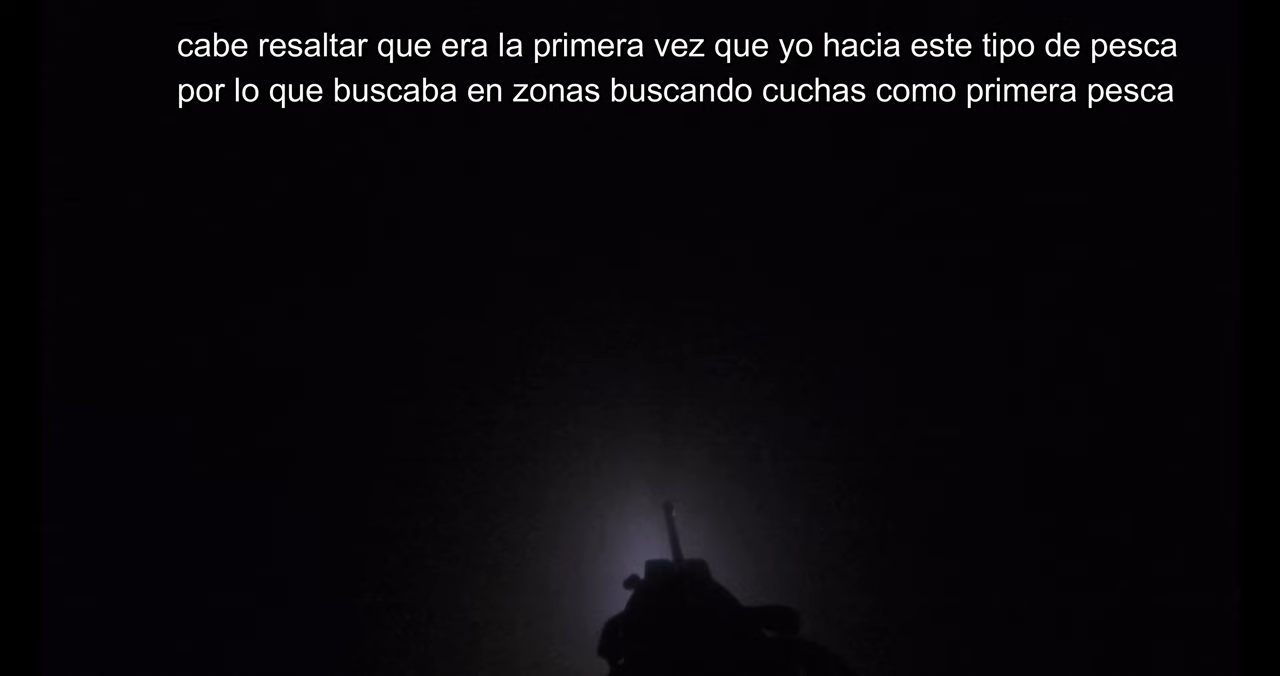 cabe resaltar que era la primera vez que yo hacia este tipo de pesca
por lo que buscaba en zonas buscando cuchas como primera pesca